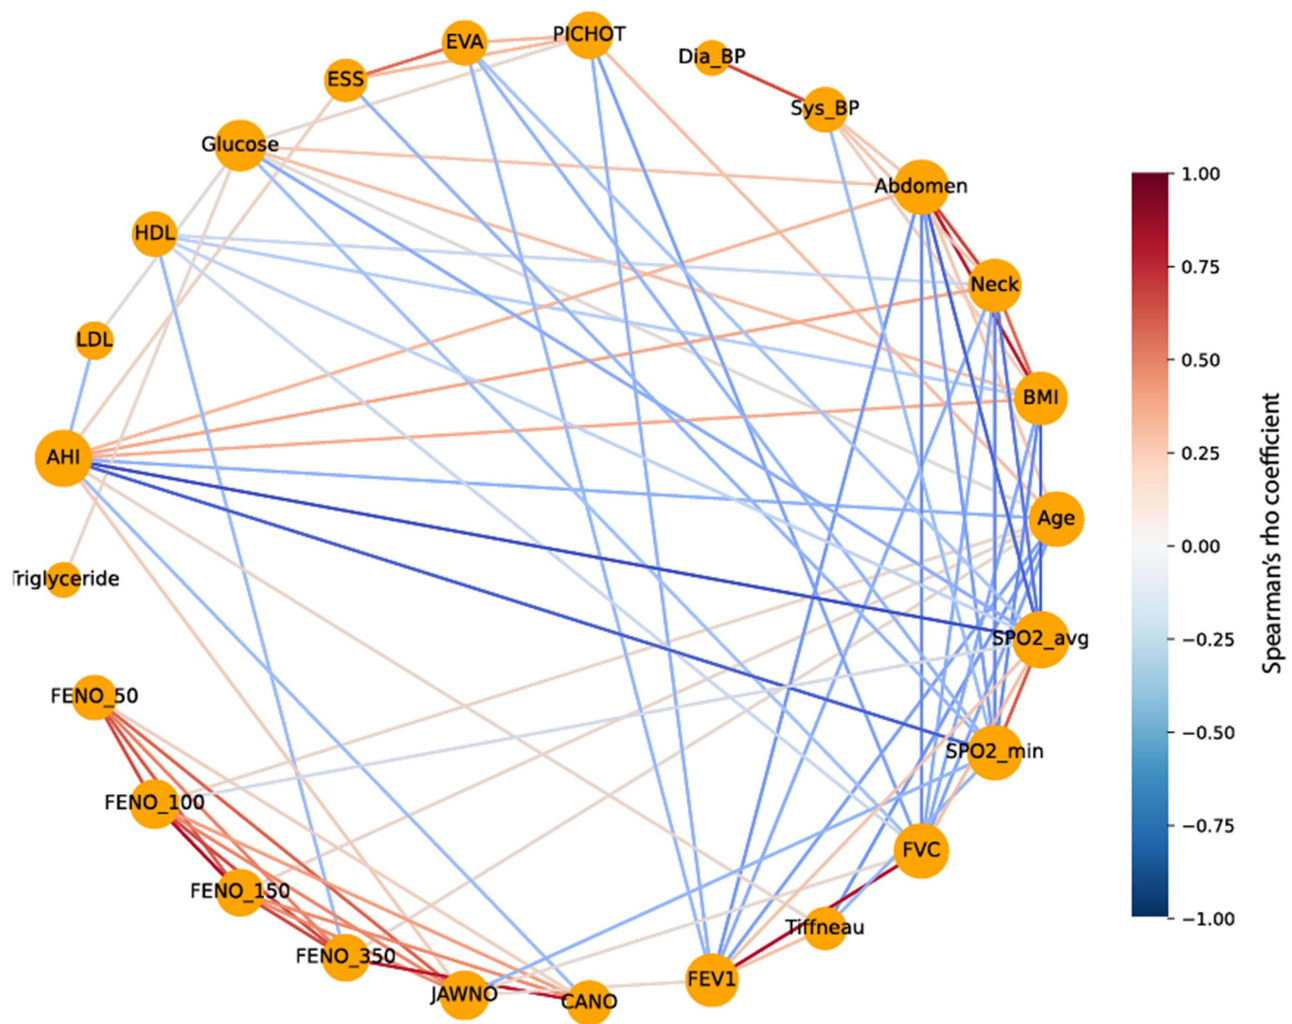 PICHOT
EVA
Dia_BP
ESS
Sys_BP
Glucose
Abdomen
HDL
Neck
LDL
BMI
AHI
Age
Triglyceride
SPO2_avg
FENO_50
SPO2_min
FENO_100
FVC
FENO_150
Tiffneau
FENO_350
FEV1
JAWNO
CANO
1.00
0.75
0.50
0.25
0.00
−0.25
−0.50
−0.75
−1.00
Spearman's rho coefficient